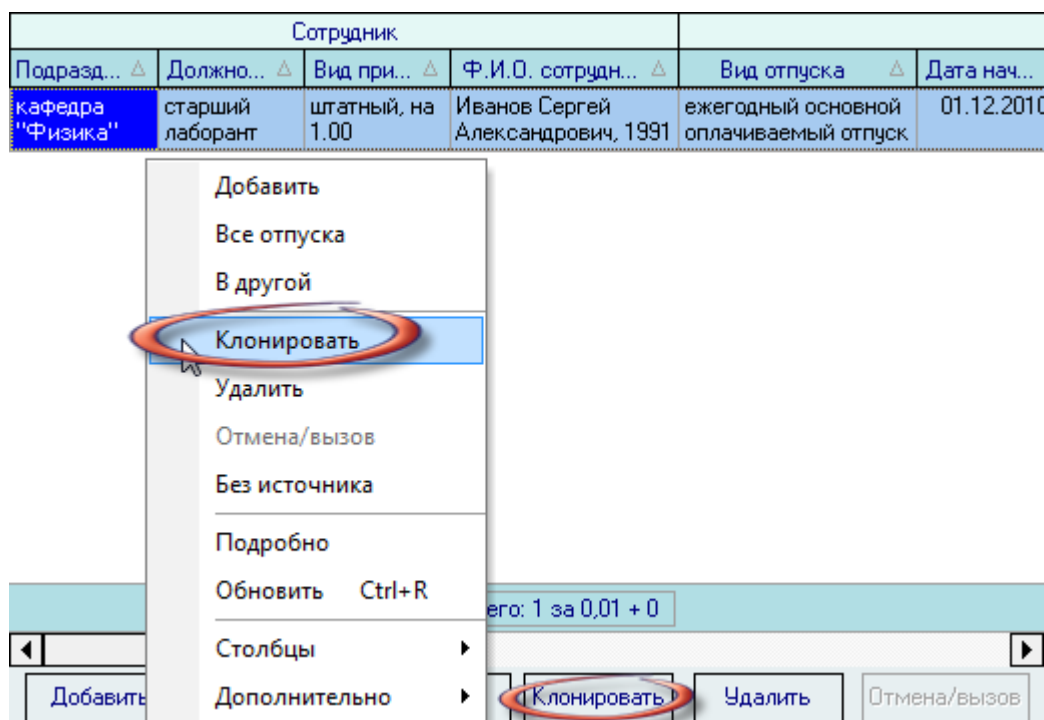 Сотрудник
Подразд... Должно... Вид при... Ф.И.О. сотрудн... Вид отпуска Дата нач...
кафедра "Физика" старший лаборант штатный, на 1.00 Иванов Сергей Александрович, 1991 ежегодный основной оплачиваемый отпуск 01.12.2010
Добавить
Все отпуска
В другой
Клонировать
Удалить
Отмена/вызов
Без источника
Подробно
Обновить Ctrl+R
его: 1 за 0,01 + 0
Столбцы
Дополнительно
Добавить Клонировать Удалить Отмена/вызов